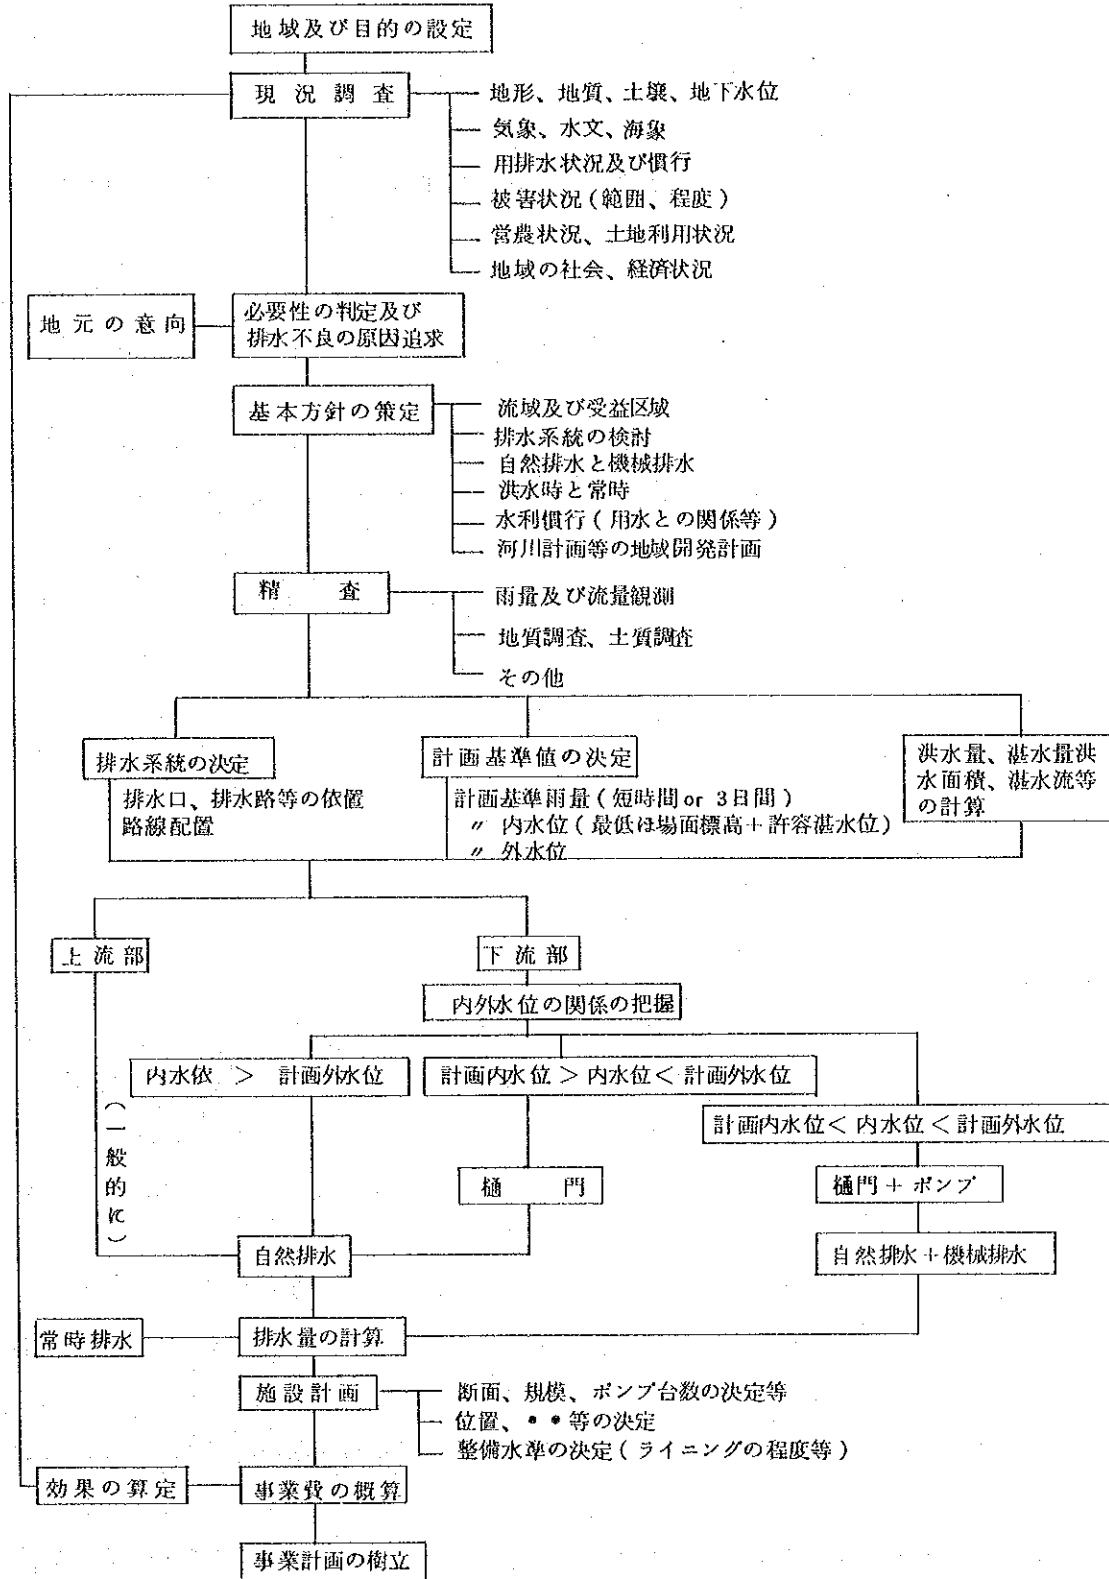 地域及び目的の設定
現況調査
地形、地質、土壌、地下水位
気象、水文、海象
用排水状況及び慣行
被害状況(範囲、程度)
営農状況、土地利用状況
地域の社会、経済状況
地元の意向
必要性の判定及び
排水不良の原因追求
基本方針の策定
流域及び受益区域
排水系統の検討
自然排水と機械排水
洪水時と常時
水利慣行(用水との関係等)
河川計画等の地域開発計画
精査
雨量及び流量観測
地質調査、土質調査
その他
排水系統の決定
排水口、排水路等の依置
路線配置
計画基準値の決定
計画基準雨量(短時間 or 3日間)
〃 内水位(最低ほ場面標高+許容湛水位)
〃 外水位
洪水量、湛水量洪
水面積、湛水流等
の計算
上流部
下流部
内外水位の関係の把握
内水依 > 計画外水位
計画内水位 > 内水位 < 計画外水位
計画内水位 < 内水位 < 計画外水位
(一般的に)
樋門
樋門+ポンプ
自然排水
自然排水+機械排水
常時排水
排水量の計算
施設計画
断面、規模、ポンプ台数の決定等
位置、••等の決定
整備水準の決定(ライニングの程度等)
効果の算定
事業費の概算
事業計画の樹立